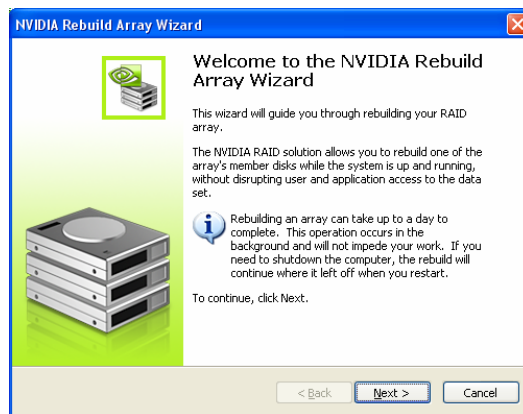 NVIDIA Rebuild Array Wizard
Welcome to the NVIDIA Rebuild
Array Wizard
This wizard will guide you through rebuilding your RAID
array.
The NVIDIA RAID solution allows you to rebuild one of the
array's member disks while the system is up and running,
without disrupting user and application access to the data
set.
Rebuilding an array can take up to a day to
complete. This operation occurs in the
background and will not impede your work. If you
need to shutdown the computer, the rebuild will
continue where it left off when you restart.
To continue, click Next.
< Back
Next >
Cancel